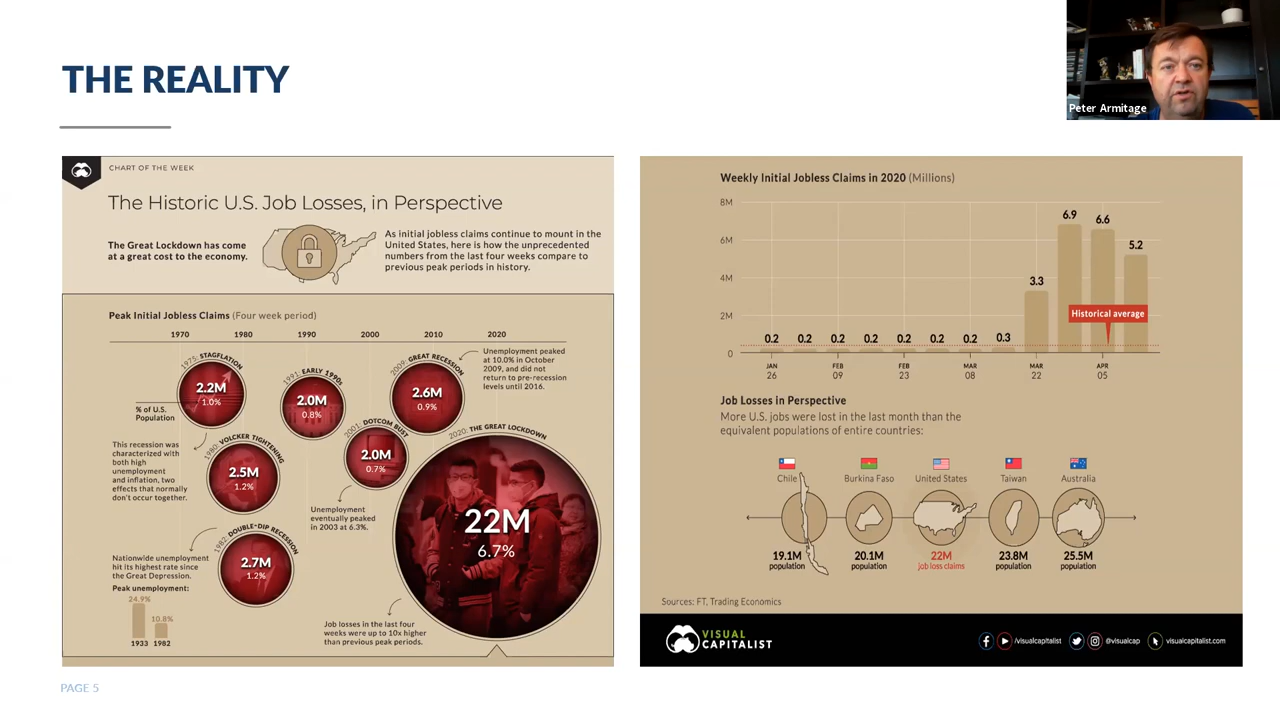 THE REALITY
Peter Armitage
CHART OF THE WEEK
The Historic U.S. Job Losses, in Perspective
The Great Lockdown has come
at a great cost to the economy.
As initial jobless claims continue to mount in the
United States, here is how the unprecedented
numbers from the last four weeks compare to
previous peak periods in history.
Peak Initial Jobless Claims (Four week period)
1970 1980 1990 2000 2010 2020
1975: STAGFLATION
2.2M
1.0%
% of U.S.
Population
1991: EARLY 1990s
2.0M
0.8%
2009: GREAT RECESSION
2.6M
0.9%
Unemployment peaked
at 10.0% in October
2009, and did not
return to pre-recession
levels until 2016.
This recession was
characterized with
both high
unemployment
and inflation, two
effects that normally
don't occur together.
1980: VOLCKER TIGHTENING
2.5M
1.2%
2001: DOTCOM BUST
2.0M
0.7%
Unemployment
eventually peaked
in 2003 at 6.3%.
2020: THE GREAT LOCKDOWN
22M
6.7%
1982: DOUBLE-DIP RECESSION
2.7M
1.2%
Nationwide unemployment
hit its highest rate since
the Great Depression.
Peak unemployment:
24.9%
10.8%
1933 1982
Job losses in the last four
weeks were up to 10x higher
than previous peak periods.
Weekly Initial Jobless Claims in 2020 (Millions)
8M
6M
4M
2M
0
0.2 0.2 0.2 0.2 0.2 0.2 0.2 0.3 3.3 6.9 6.6 5.2
Historical average
JAN FEB FEB MAR MAR APR
26 09 23 08 22 05
Job Losses in Perspective
More U.S. jobs were lost in the last month than the
equivalent populations of entire countries:
Chile Burkina Faso United States Taiwan Australia
19.1M 20.1M 22M 23.8M 25.5M
population population job loss claims population population
Sources: FT, Trading Economics
VISUAL
CAPITALIST
/visualcapitalist @visualcap visualcapitalist.com
PAGE 5